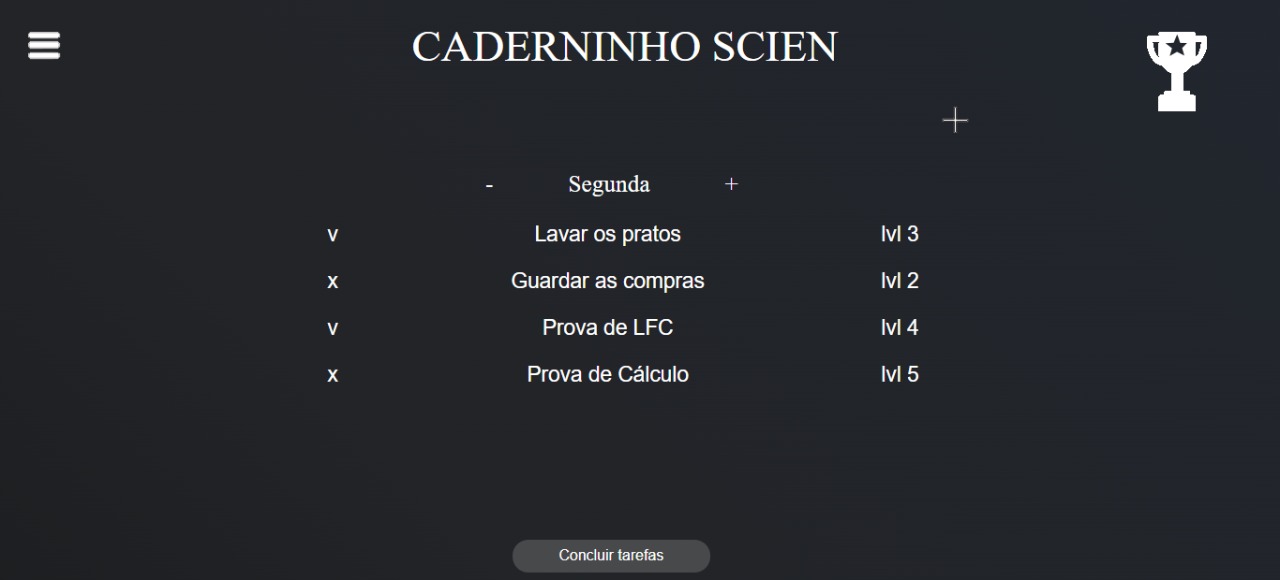 CADERNINHO SCIEN
+
- Segunda +
v Lavar os pratos lvl 3
x Guardar as compras lvl 2
v Prova de LFC lvl 4
x Prova de Cálculo lvl 5
Concluir tarefas